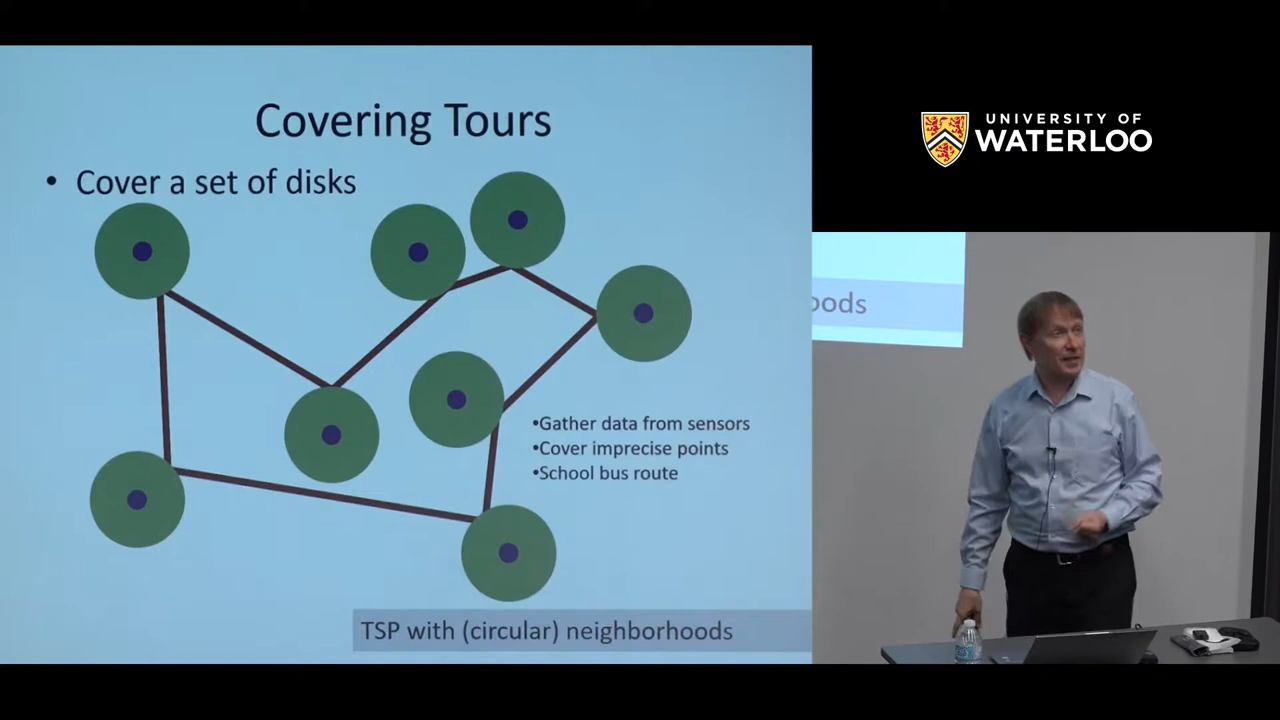 Covering Tours
• Cover a set of disks
•Gather data from sensors
•Cover imprecise points
•School bus route
TSP with (circular) neighborhoods
UNIVERSITY OF
WATERLOO
oods